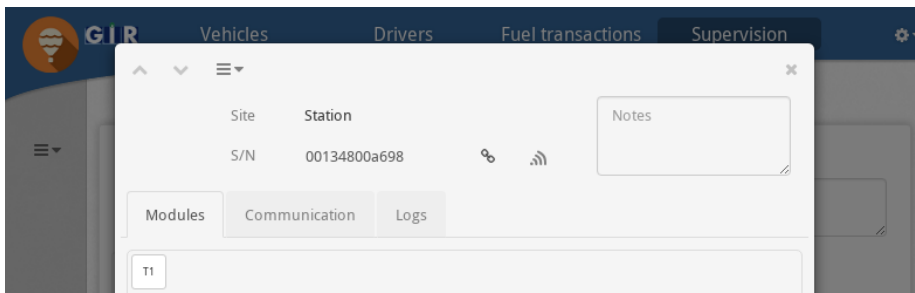 GIR Vehicles Drivers Fuel transactions Supervision
Site Station Notes
S/N 00134800a698
Modules Communication Logs
T1